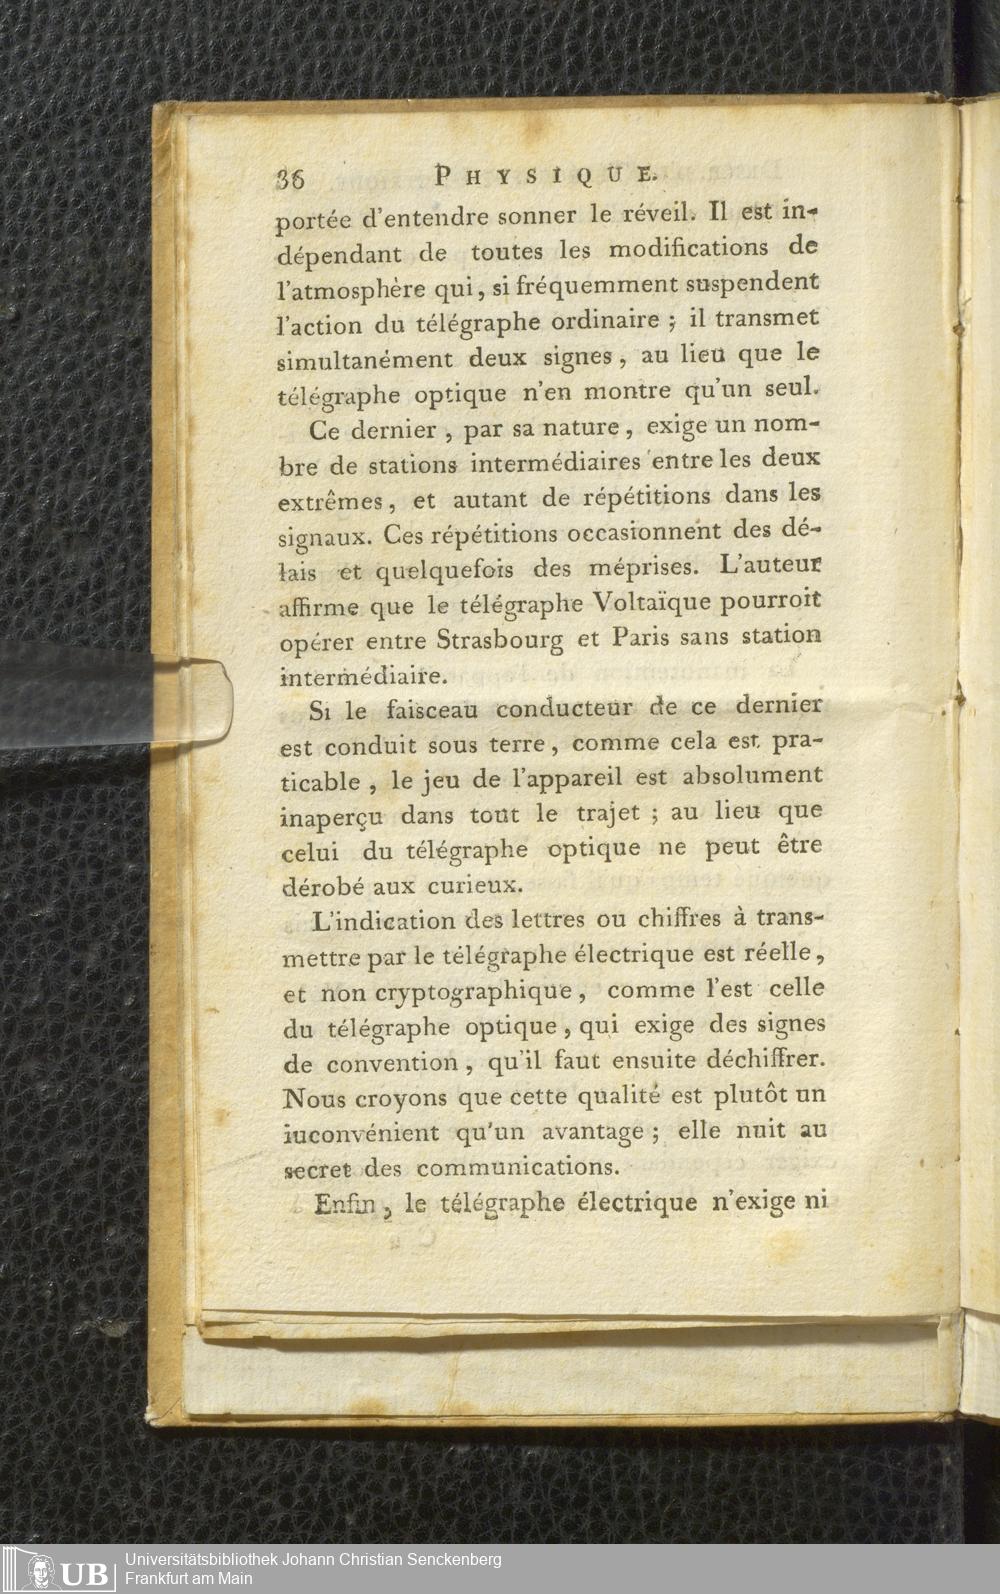 36 PHYSIQUE.
portée d'entendre sonner le réveil. Il est in-
dépendant de toutes les modifications de
l'atmosphère qui, si fréquemment suspendent
l'action du télégraphe ordinaire ; il transmet
simultanément deux signes, au lieu que le
télégraphe optique n'en montre qu'un seul.
Ce dernier, par sa nature, exige un nom-
bre de stations intermédiaires entre les deux
extrêmes, et autant de répétitions dans les
signaux. Ces répétitions occasionnent des dé-
lais et quelquefois des méprises. L'auteur
affirme que le télégraphe Voltaïque pourroit
opérer entre Strasbourg et Paris sans station
intermédiaire.
Si le faisceau conducteur de ce dernier
est conduit sous terre, comme cela est pra-
ticable, le jeu de l'appareil est absolument
inaperçu dans tout le trajet ; au lieu que
celui du télégraphe optique ne peut être
dérobé aux curieux.
L'indication des lettres ou chiffres à trans-
mettre par le télégraphe électrique est réelle,
et non cryptographique, comme l'est celle
du télégraphe optique, qui exige des signes
de convention, qu'il faut ensuite déchiffrer.
Nous croyons que cette qualité est plutôt un
iuconvénient qu'un avantage ; elle nuit au
secret des communications.
Enfin, le télégraphe électrique n'exige ni
UB Universitätsbibliothek Johann Christian Senckenberg
Frankfurt am Main